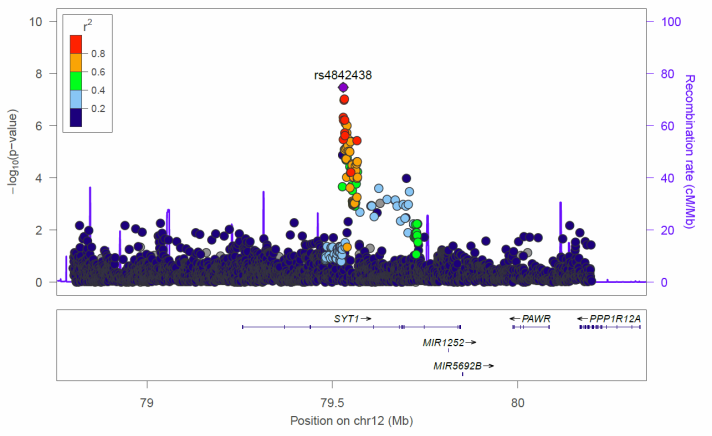 r²
0.8
0.6
0.4
0.2
rs4842438
10
8
6
4
2
0
−log₁₀(p−value)
100
80
60
40
20
0
Recombination rate (cM/Mb)
SYT1→
←PAWR
←PPP1R12A
MIR1252→
MIR5692B→
79
79.5
80
Position on chr12 (Mb)